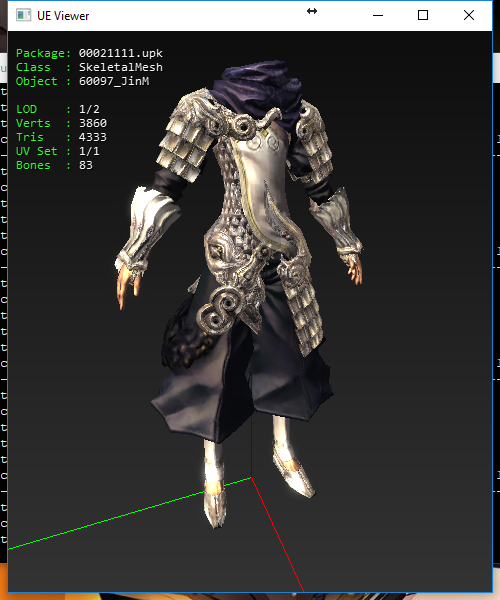 UE Viewer
Package: 00021111.upk
Class : SkeletalMesh
Object : 60097_JinM
LOD : 1/2
Verts : 3860
Tris : 4333
UV Set : 1/1
Bones : 83